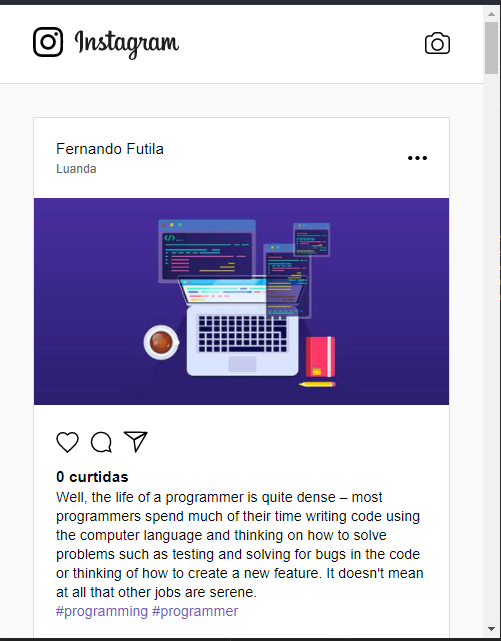 Instagram
Fernando Futila
Luanda
</>...
0 curtidas
Well, the life of a programmer is quite dense – most
programmers spend much of their time writing code using
the computer language and thinking on how to solve
problems such as testing and solving for bugs in the code
or thinking of how to create a new feature. It doesn't mean
at all that other jobs are serene.
#programming #programmer